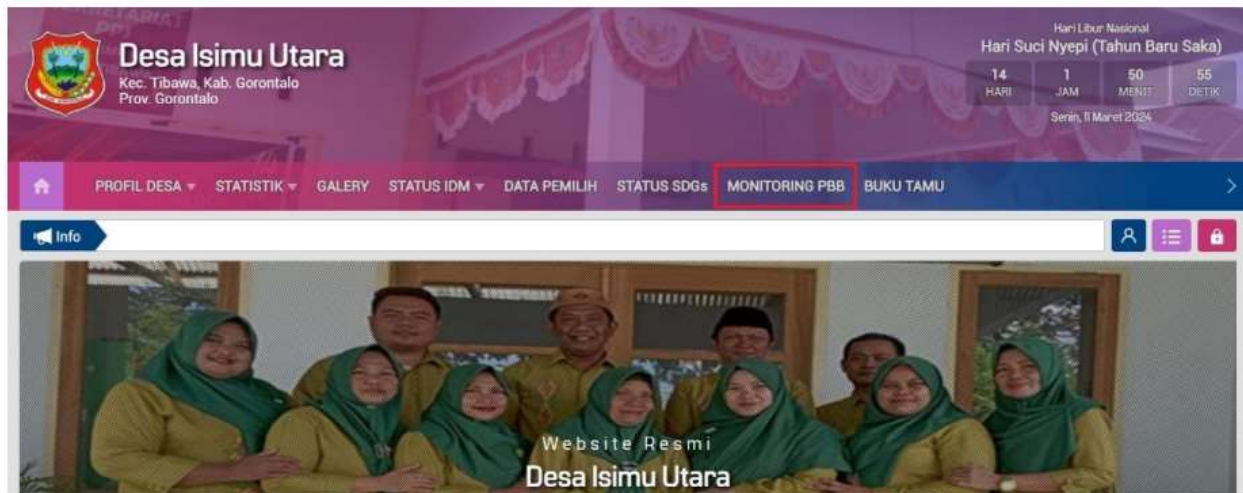 Desa Isimu Utara
Kec. Tibawa, Kab. Gorontalo
Prov. Gorontalo
Hari Libur Nasional
Hari Suci Nyepi (Tahun Baru Saka)
14 1 50 55
HARI JAM MENIT DETIK
Senin, 11 Maret 2024
PROFIL DESA STATISTIK GALERY STATUS IDM DATA PEMILIH STATUS SDGs MONITORING PBB BUKU TAMU
Info
Website Resmi
Desa Isimu Utara